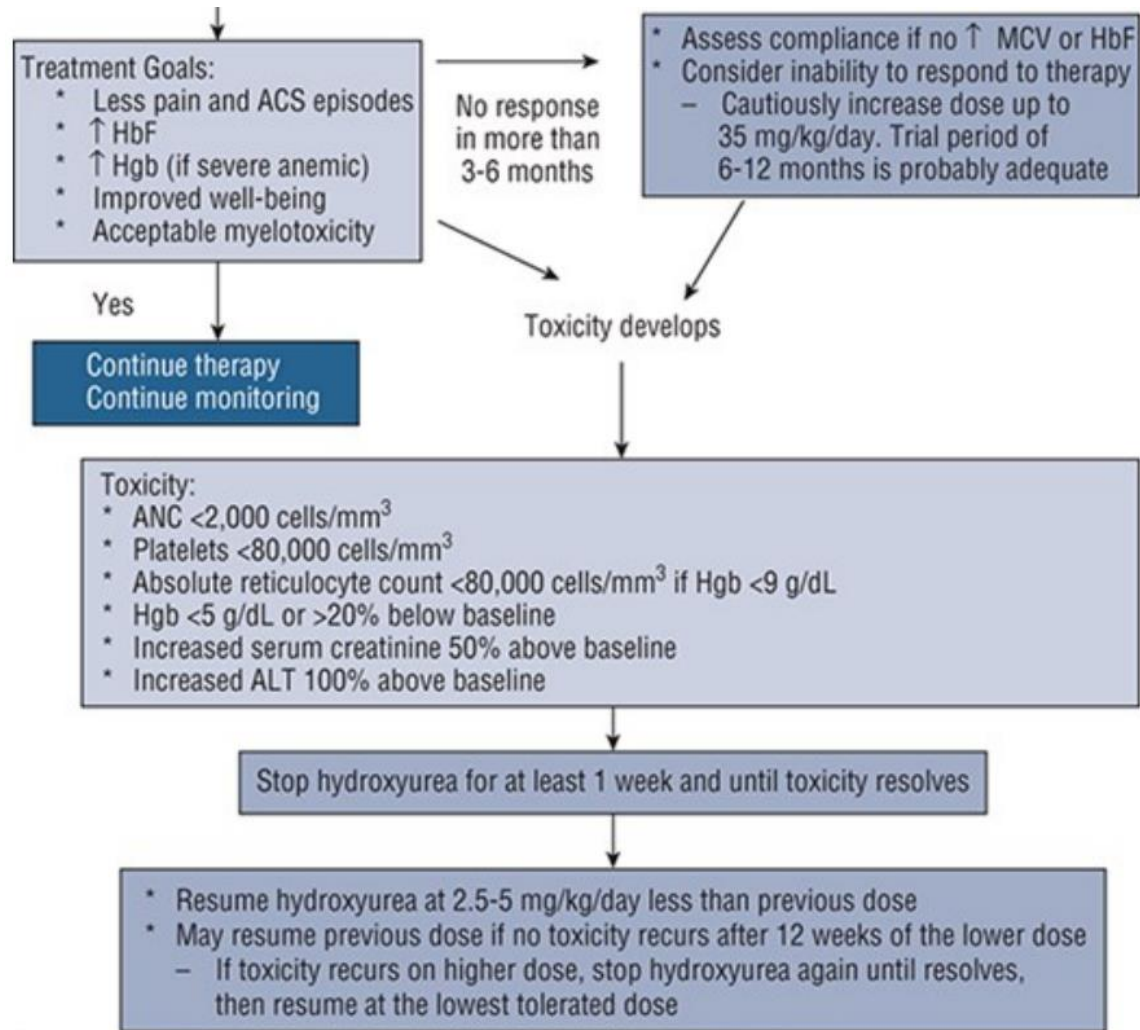 Treatment Goals:
* Less pain and ACS episodes
* ↑ HbF
* ↑ Hgb (if severe anemic)
* Improved well-being
* Acceptable myelotoxicity
No response
in more than
3-6 months
* Assess compliance if no ↑ MCV or HbF
* Consider inability to respond to therapy
– Cautiously increase dose up to
35 mg/kg/day. Trial period of
6-12 months is probably adequate
Yes
Continue therapy
Continue monitoring
Toxicity develops
Toxicity:
* ANC <2,000 cells/mm³
* Platelets <80,000 cells/mm³
* Absolute reticulocyte count <80,000 cells/mm³ if Hgb <9 g/dL
* Hgb <5 g/dL or >20% below baseline
* Increased serum creatinine 50% above baseline
* Increased ALT 100% above baseline
Stop hydroxyurea for at least 1 week and until toxicity resolves
* Resume hydroxyurea at 2.5-5 mg/kg/day less than previous dose
* May resume previous dose if no toxicity recurs after 12 weeks of the lower dose
– If toxicity recurs on higher dose, stop hydroxyurea again until resolves,
then resume at the lowest tolerated dose